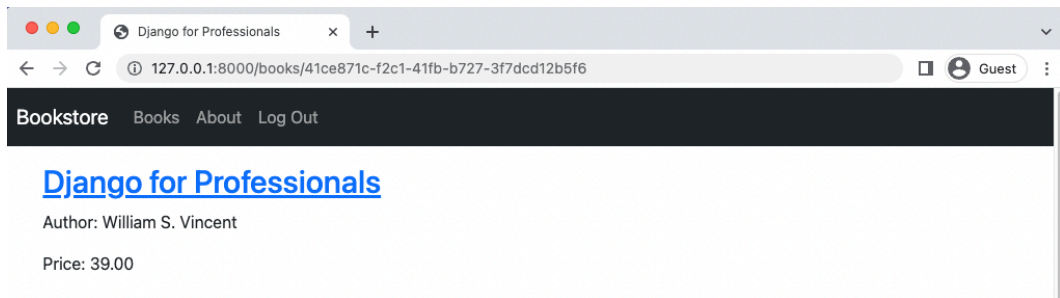 Django for Professionals
127.0.0.1:8000/books/41ce871c-f2c1-41fb-b727-3f7dcd12b5f6 Guest
Bookstore Books About Log Out
Django for Professionals
Author: William S. Vincent
Price: 39.00